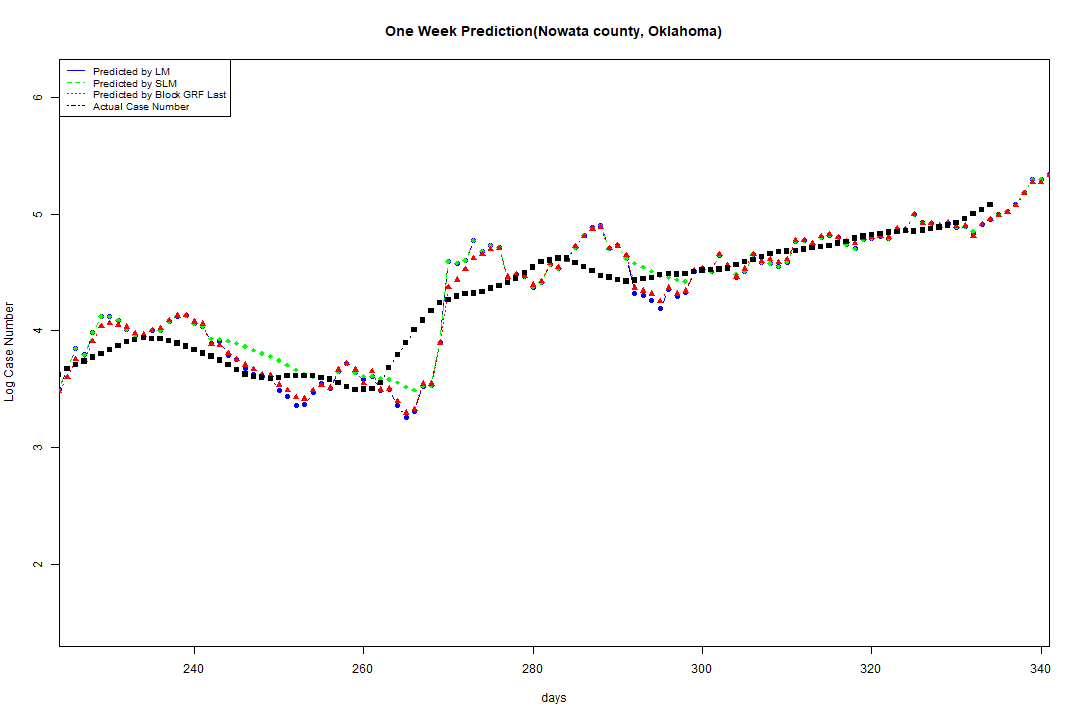 One Week Prediction(Nowata county, Oklahoma)
Predicted by LM
Predicted by SLM
Predicted by Block GRF Last
Actual Case Number
6
5
4
3
2
Log Case Number
240 260 280 300 320 340
days